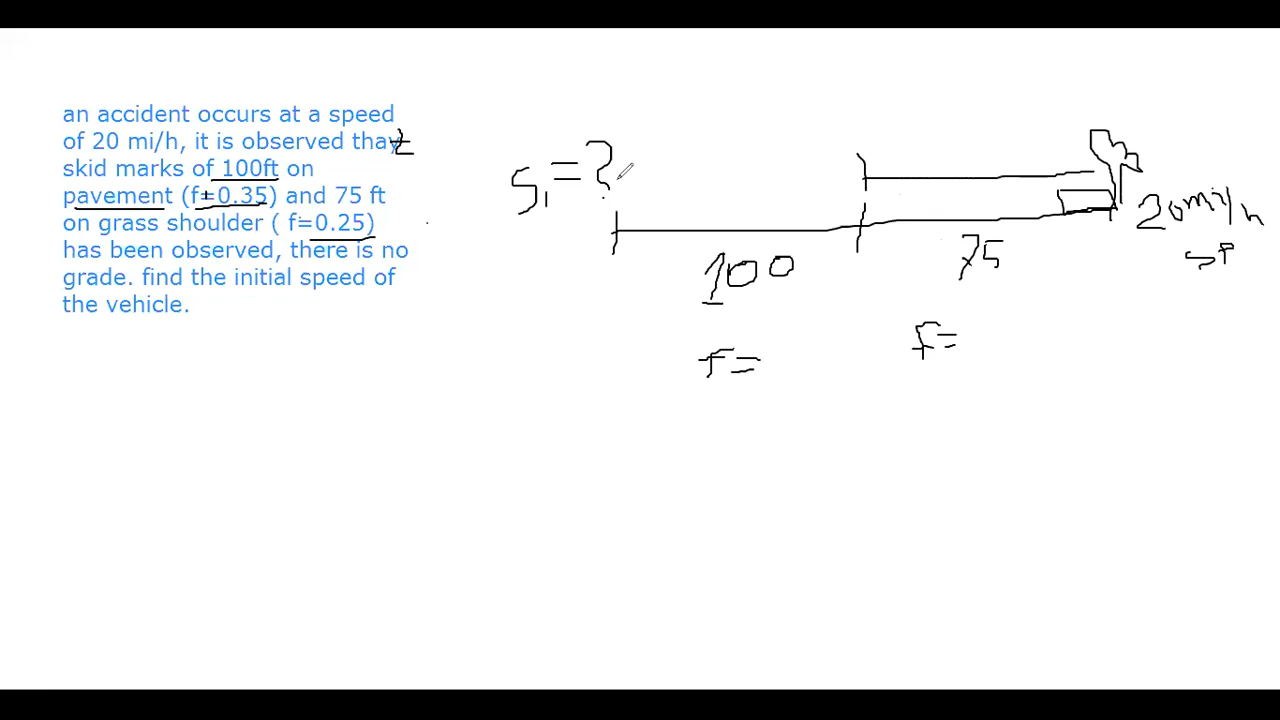 an accident occurs at a speed
of 20 mi/h, it is observed thayt
skid marks of 100ft on
pavement (f=0.35) and 75 ft
on grass shoulder ( f=0.25)
has been observed, there is no
grade. find the initial speed of
the vehicle.
S1=?
20mi/h
100
75
f=
f=